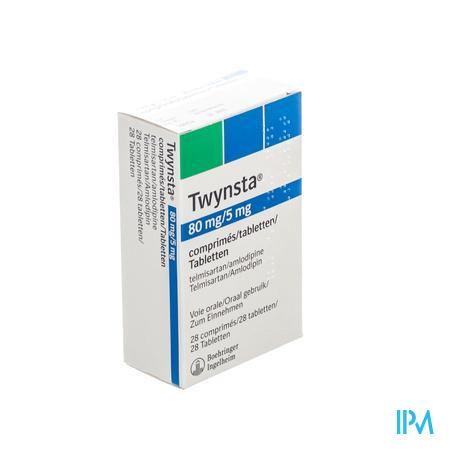 Twynsta®
80 mg/5 mg
comprimés/tabletten/
Tabletten
telmisartan/amlodipine
Telmisartan/Amlodipin
Voie orale/Oraal gebruik/
Zum Einnehmen
28 comprimés/28 tabletten/
28 Tabletten
Boehringer
Ingelheim
Twynsta®
80 mg/5 mg
comprimés/tabletten/Tabletten
telmisartan/amlodipine
Telmisartan/Amlodipin
28 comprimés/28 tabletten/
28 Tabletten
IPM